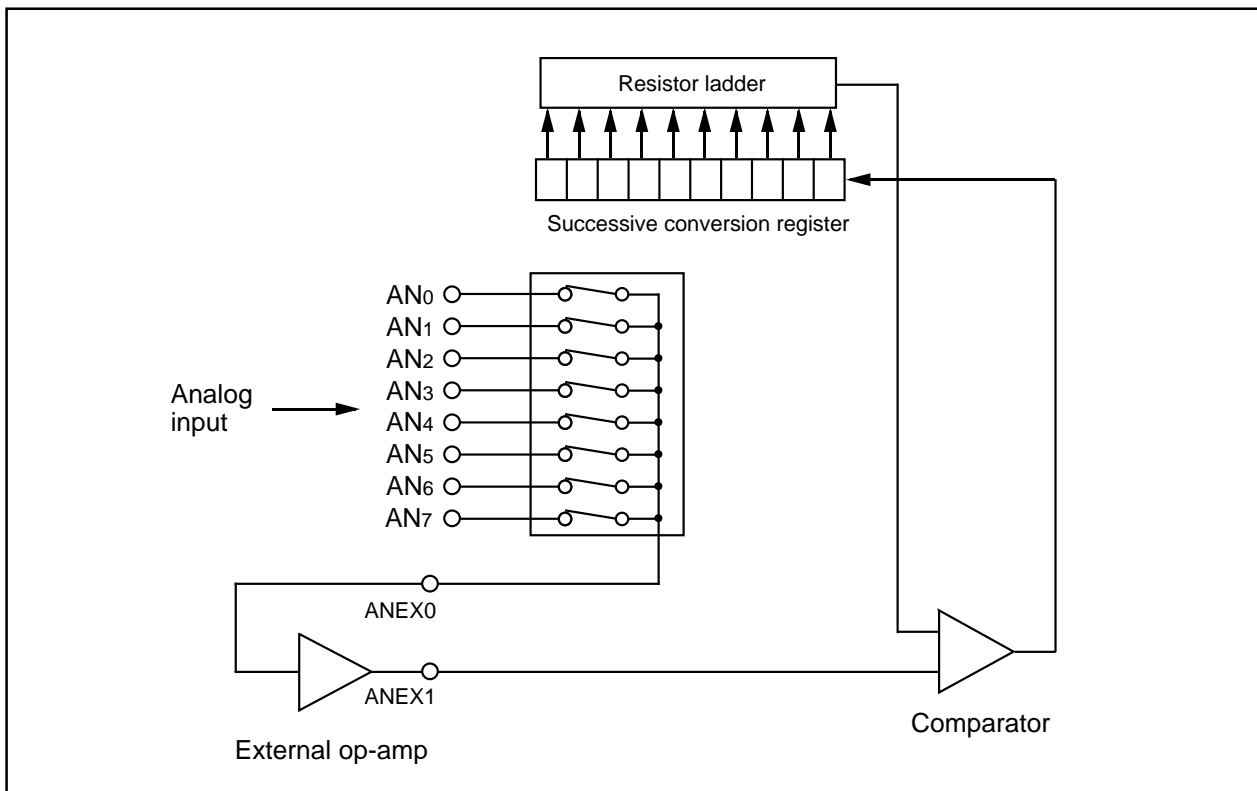 Resistor ladder
Successive conversion register
AN0
AN1
AN2
AN3
AN4
AN5
AN6
AN7
Analog
input
ANEX0
ANEX1
External op-amp
Comparator